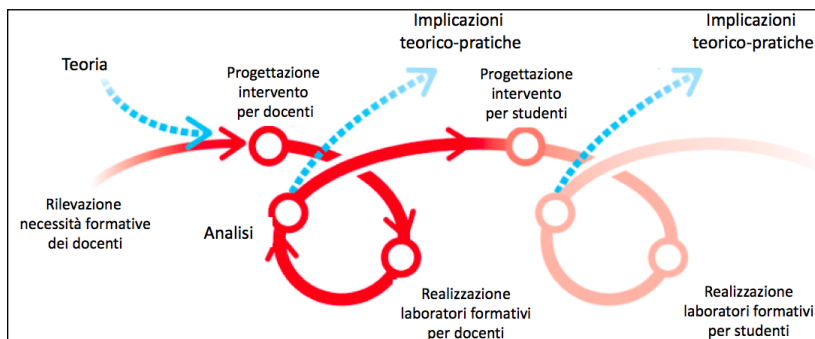 Teoria
Progettazione
intervento
per docenti
Implicazioni
teorico-pratiche
Progettazione
intervento
per studenti
Implicazioni
teorico-pratiche
Rilevazione
necessità formative
dei docenti
Analisi
Realizzazione
laboratori formativi
per docenti
Realizzazione
laboratori formativi
per studenti